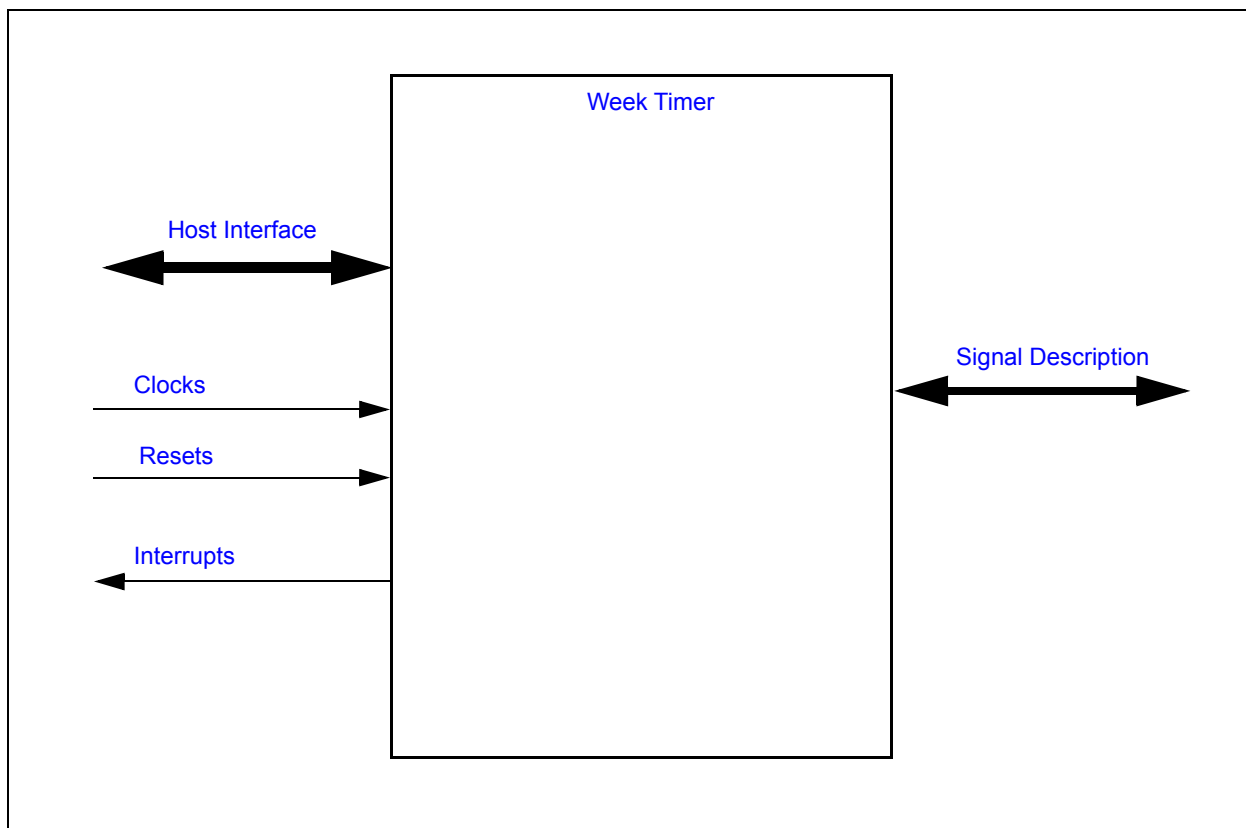 Week Timer
Host Interface
Signal Description
Clocks
Resets
Interrupts